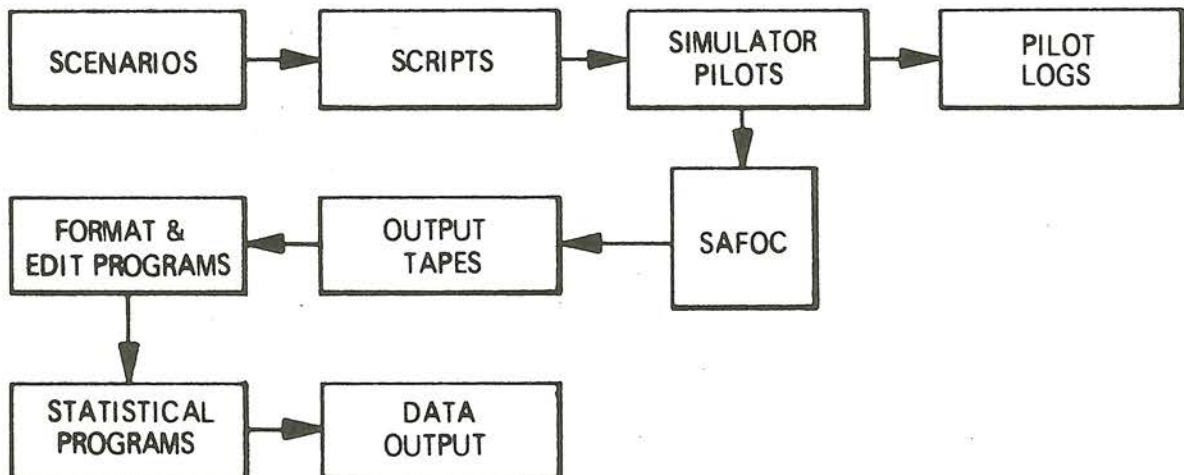 SCENARIOS
SCRIPTS
SIMULATOR
PILOTS
PILOT
LOGS
FORMAT &
EDIT PROGRAMS
OUTPUT
TAPES
SAFOC
STATISTICAL
PROGRAMS
DATA
OUTPUT